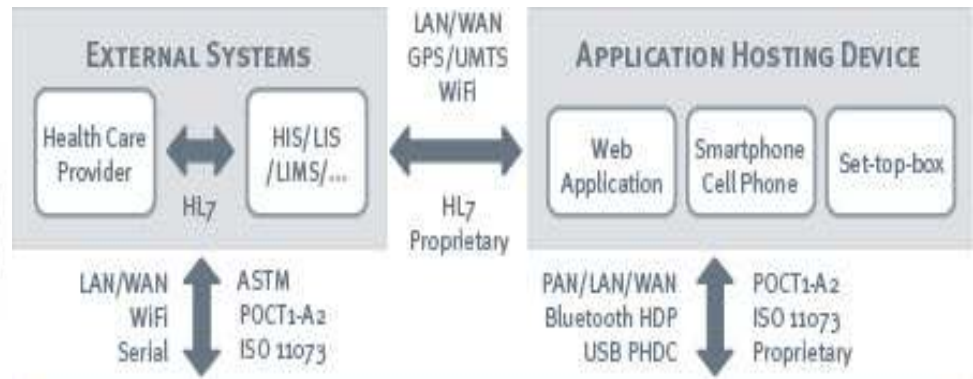 EXTERNAL SYSTEMS
Health Care
Provider
HL7
HIS/LIS
/LIMS/...
LAN/WAN
GPS/UMTS
WiFi
HL7
Proprietary
APPLICATION HOSTING DEVICE
Web
Application
Smartphone
Cell Phone
Set-top-box
LAN/WAN
WiFi
Serial
ASTM
POCT1-A2
ISO 11073
PAN/LAN/WAN
Bluetooth HDP
USB PHDC
POCT1-A2
ISO 11073
Proprietary